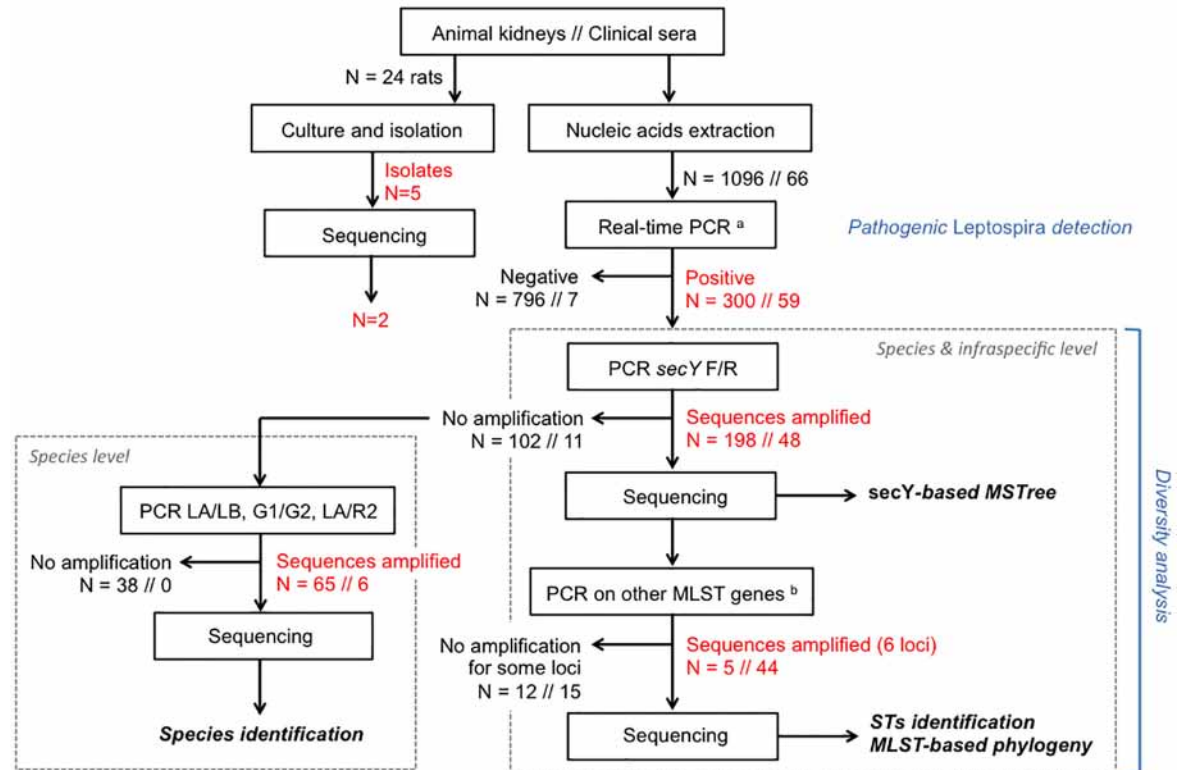 Animal kidneys // Clinical sera
N = 24 rats
Culture and isolation
Nucleic acids extraction
Isolates
N=5
N = 1096 // 66
Sequencing
Real-time PCR ᵃ
Pathogenic Leptospira detection
Negative
N = 796 // 7
Positive
N = 300 // 59
N=2
Species & infraspecific level
PCR secY F/R
No amplification
N = 102 // 11
Sequences amplified
N = 198 // 48
Species level
Sequencing
secY-based MSTree
PCR LA/LB, G1/G2, LA/R2
No amplification
N = 38 // 0
Sequences amplified
N = 65 // 6
PCR on other MLST genes ᵇ
Sequencing
No amplification
for some loci
N = 12 // 15
Sequences amplified (6 loci)
N = 5 // 44
Species identification
Sequencing
STs identification
MLST-based phylogeny
Diversity analysis